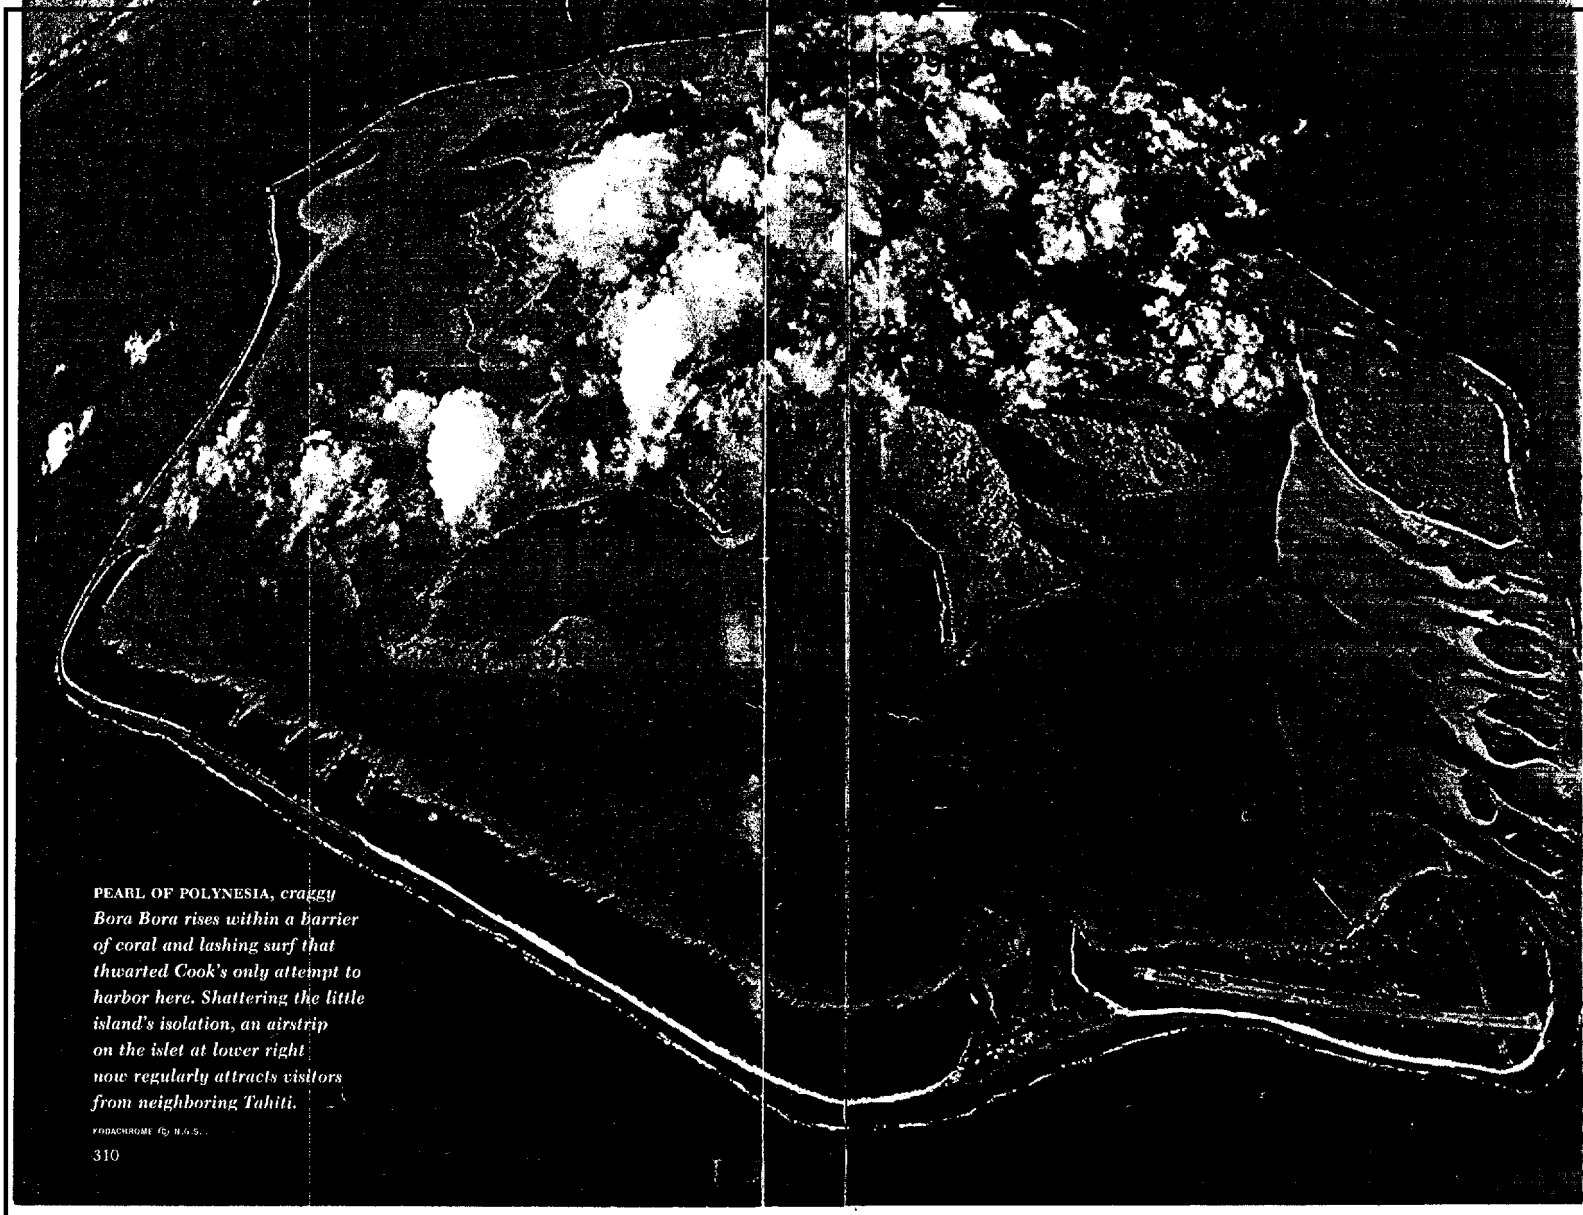 PEARL OF POLYNESIA, craggy
Bora Bora rises within a barrier
of coral and lashing surf that
thwarted Cook's only attempt to
harbor here. Shattering the little
island's isolation, an airstrip
on the islet at lower right
now regularly attracts visitors
from neighboring Tahiti.
KODACHROME © N.G.S.
310